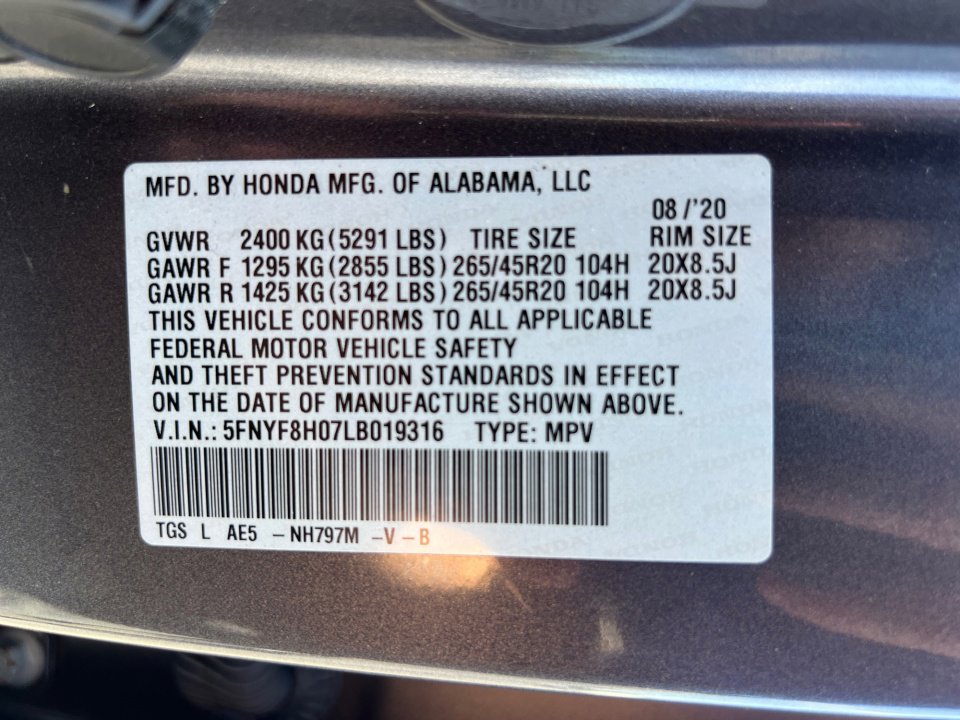 MFD. BY HONDA MFG. OF ALABAMA, LLC
08/'20
GVWR 2400 KG (5291 LBS) TIRE SIZE RIM SIZE
GAWR F 1295 KG (2855 LBS) 265/45R20 104H 20X8.5J
GAWR R 1425 KG (3142 LBS) 265/45R20 104H 20X8.5J
THIS VEHICLE CONFORMS TO ALL APPLICABLE
FEDERAL MOTOR VEHICLE SAFETY
AND THEFT PREVENTION STANDARDS IN EFFECT
ON THE DATE OF MANUFACTURE SHOWN ABOVE.
V.I.N.: 5FNYF8H07LB019316 TYPE: MPV
TGS L AE5 -NH797M -V -B